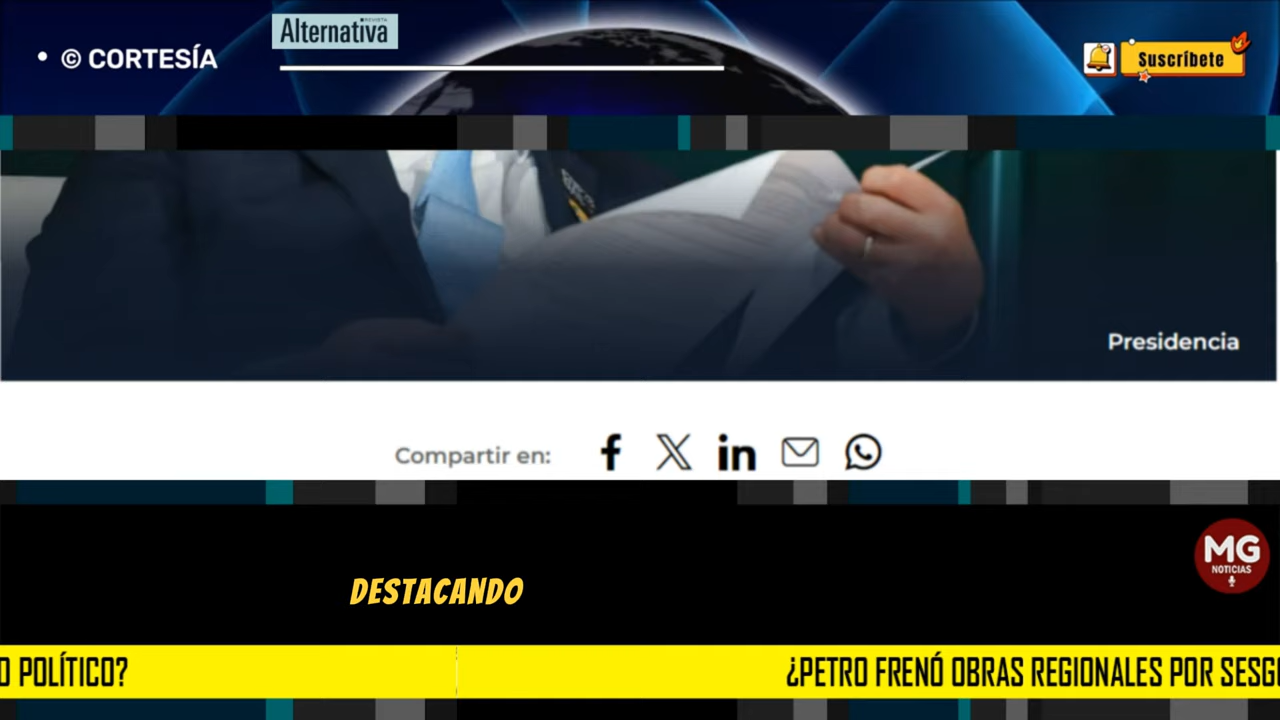 • © CORTESÍA
REVISTA
Alternativa
Suscríbete
Presidencia
Compartir en:
DESTACANDO
MG
NOTICIAS
O POLÍTICO?
¿PETRO FRENÓ OBRAS REGIONALES POR SESG